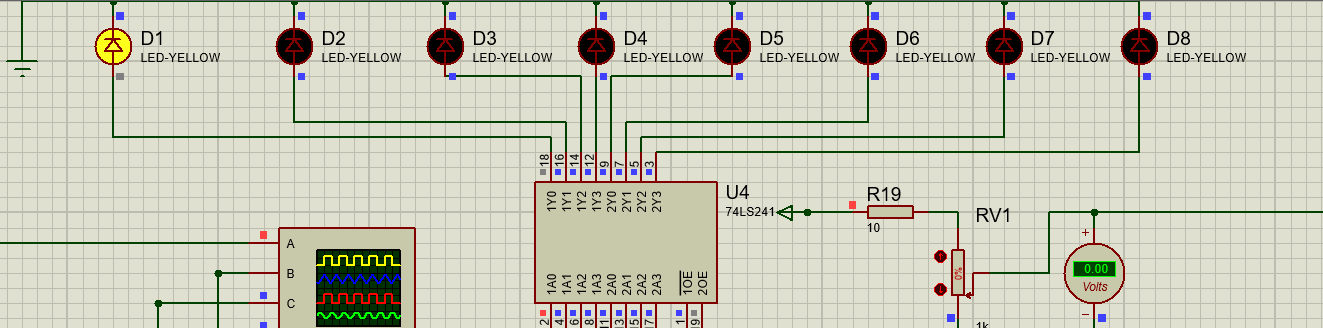 D1 D2 D3 D4 D5 D6 D7 D8
LED-YELLOW LED-YELLOW LED-YELLOW LED-YELLOW LED-YELLOW LED-YELLOW LED-YELLOW LED-YELLOW
18 16 14 12 9 7 5 3
1Y0 1Y1 1Y2 1Y3 2Y0 2Y1 2Y2 2Y3
U4
74LS241
R19
10
RV1
0%
1k
+
0.00
Volts
−
A
B
C
1A0 1A1 1A2 1A3 2A0 2A1 2A2 2A3 1OE 2OE
2 4 6 8 11 13 15 17 1 19